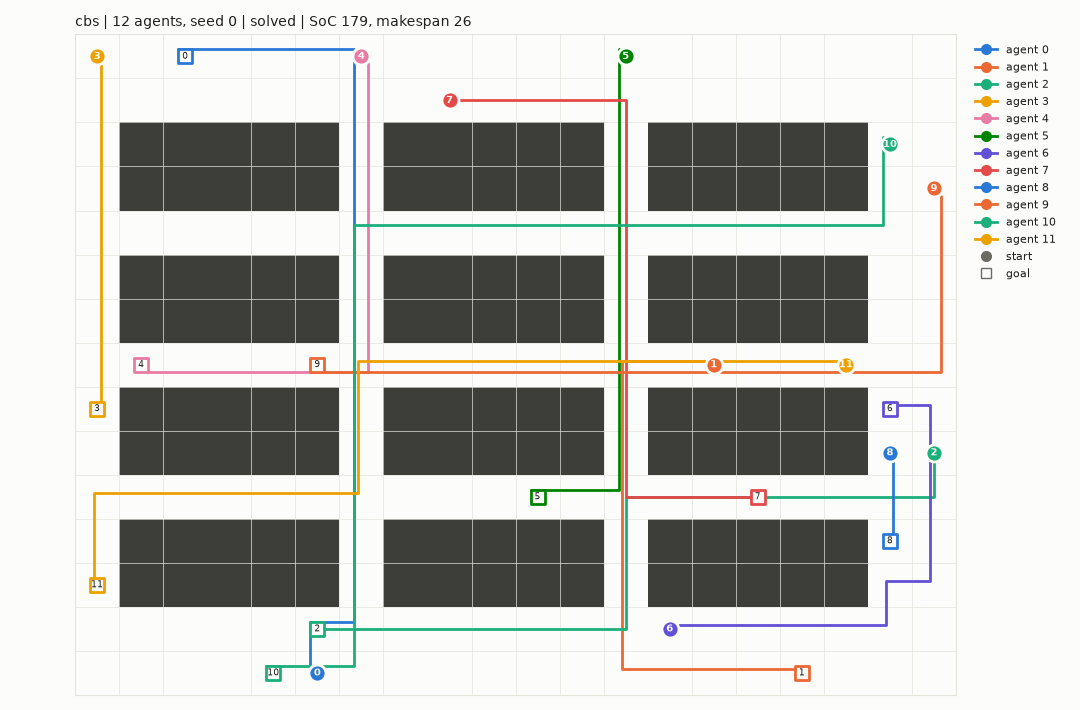 cbs | 12 agents, seed 0 | solved | SoC 179, makespan 26
3 0 4 5
7
10
9
4 9 1 11
3 6
8 2
5 7
8
11
2 6
10 0 1
agent 0
agent 1
agent 2
agent 3
agent 4
agent 5
agent 6
agent 7
agent 8
agent 9
agent 10
agent 11
start
goal